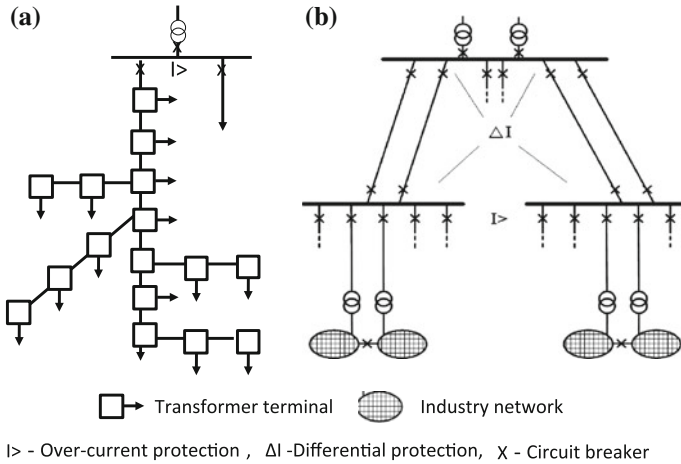 (a)
(b)
I>
ΔI
I>
Transformer terminal
Industry network
I> - Over-current protection , ΔI -Differential protection, X - Circuit breaker